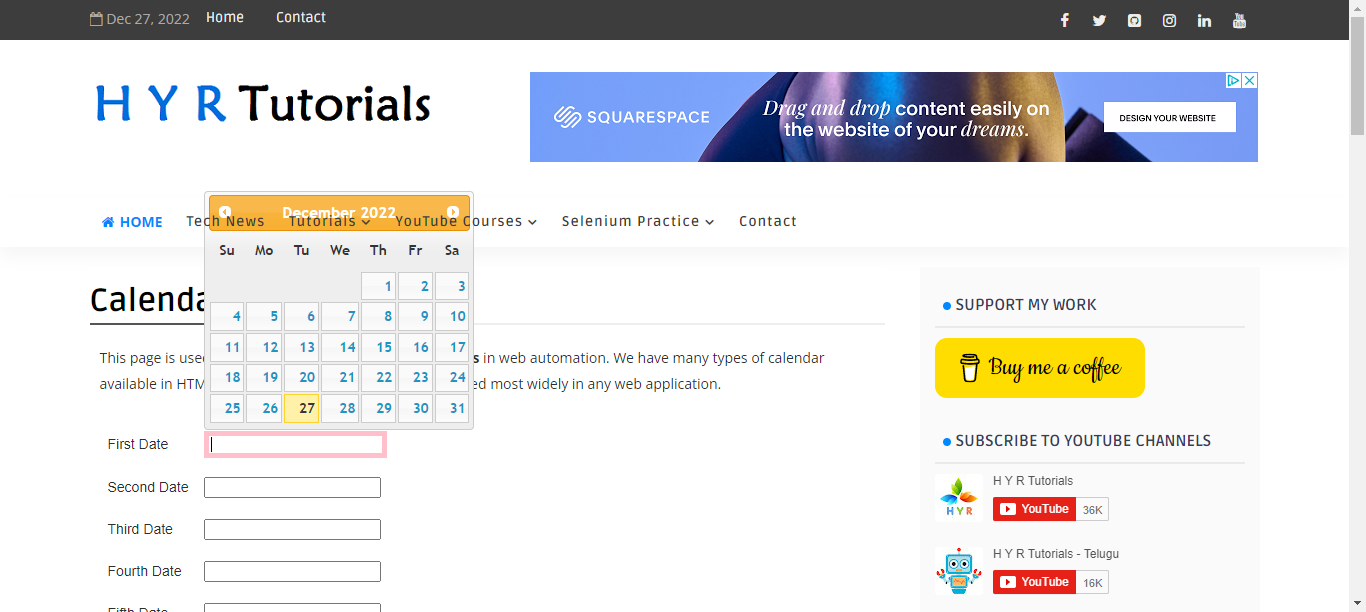 Dec 27, 2022 Home Contact
H Y R Tutorials
SQUARESPACE
Drag and drop content easily on
the website of your dreams.
DESIGN YOUR WEBSITE
HOME Tech News Tutorials YouTube Courses Selenium Practice Contact
December 2022
Su Mo Tu We Th Fr Sa
1 2 3
4 5 6 7 8 9 10
11 12 13 14 15 16 17
18 19 20 21 22 23 24
25 26 27 28 29 30 31
Calenda
This page is use s in web automation. We have many types of calendar
available in HTM ed most widely in any web application.
First Date
Second Date
Third Date
Fourth Date
Fifth Date
SUPPORT MY WORK
Buy me a coffee
SUBSCRIBE TO YOUTUBE CHANNELS
H Y R Tutorials
HYR
YouTube 36K
H Y R Tutorials - Telugu
YouTube 16K